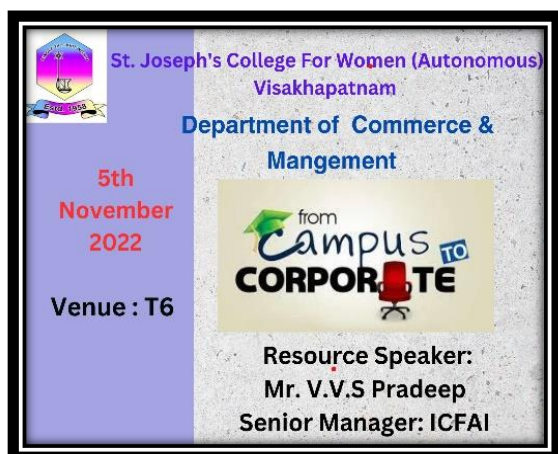 St. Joseph's College For Women (Autonomous)
Visakhapatnam
Department of Commerce &
Mangement
5th
November
2022
Venue : T6
from
Campus TO
CORPORATE
Resource Speaker:
Mr. V.V.S Pradeep
Senior Manager: ICFAI
Estd. 1958